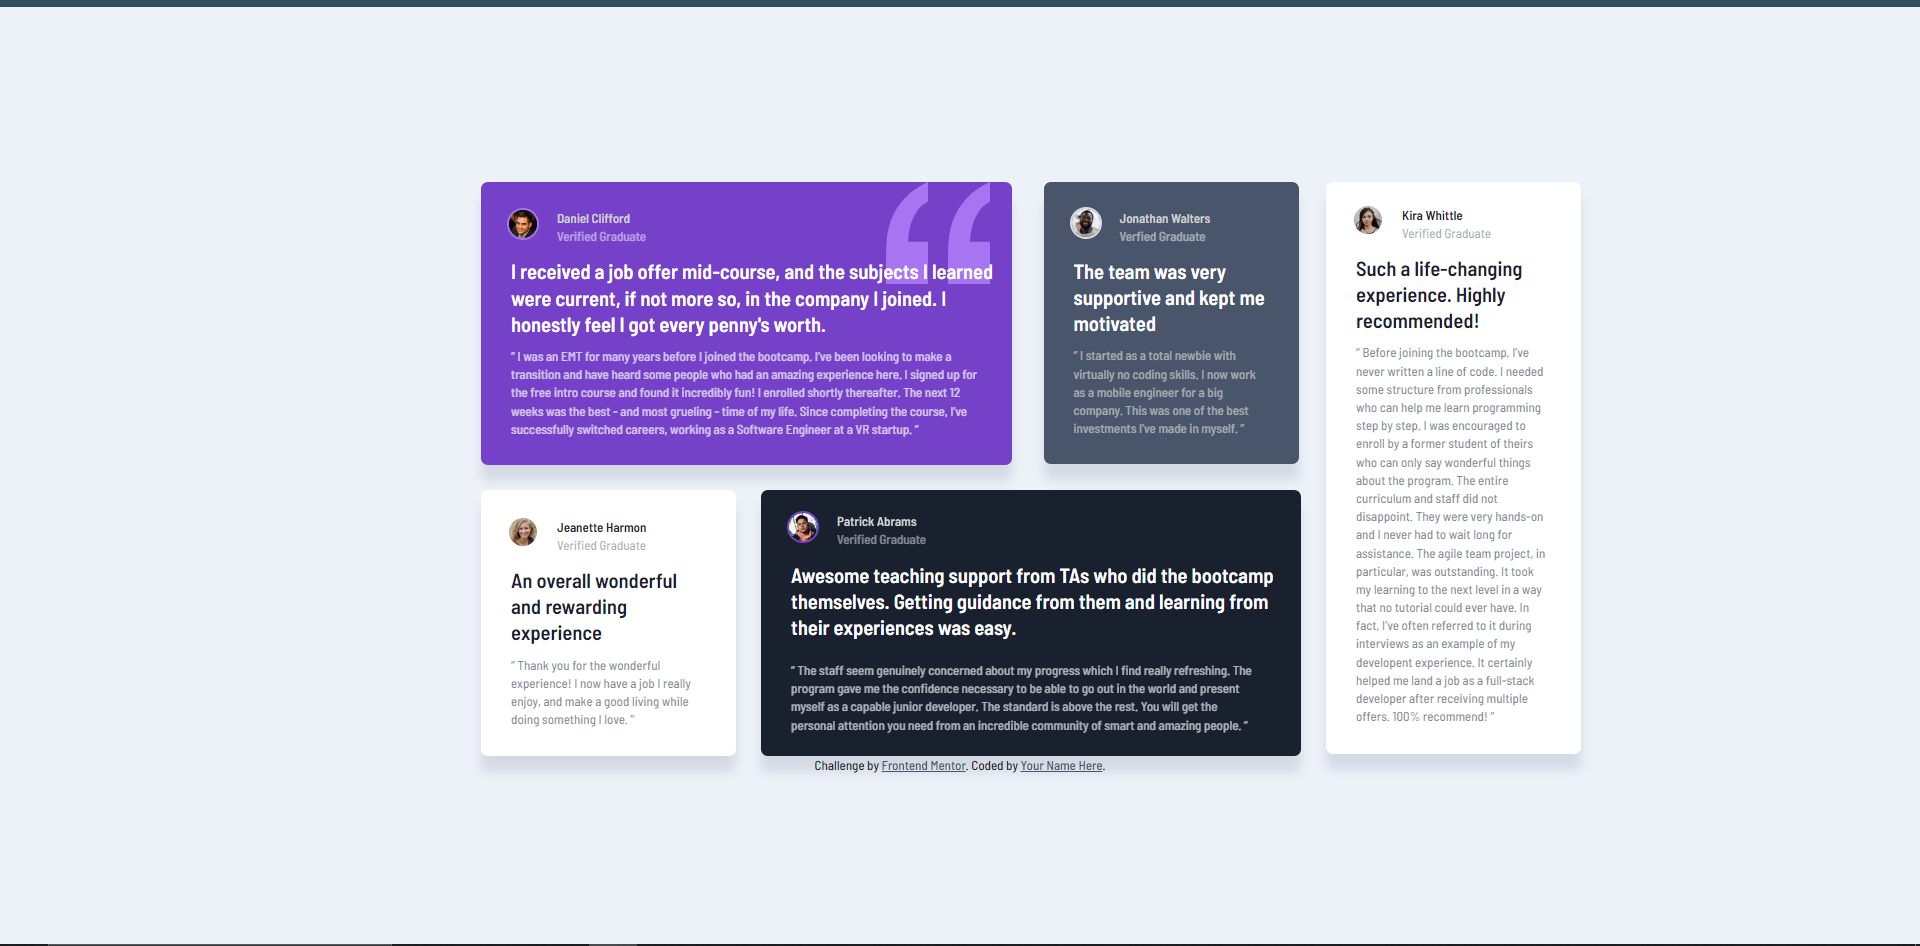 Daniel Clifford
Verified Graduate
I received a job offer mid-course, and the subjects I learned
were current, if not more so, in the company I joined. I
honestly feel I got every penny's worth.
“ I was an EMT for many years before I joined the bootcamp. I’ve been looking to make a
transition and have heard some people who had an amazing experience here. I signed up for
the free intro course and found it incredibly fun! I enrolled shortly thereafter. The next 12
weeks was the best - and most grueling - time of my life. Since completing the course, I’ve
successfully switched careers, working as a Software Engineer at a VR startup. ”
Jonathan Walters
Verfied Graduate
The team was very
supportive and kept me
motivated
“ I started as a total newbie with
virtually no coding skills. I now work
as a mobile engineer for a big
company. This was one of the best
investments I’ve made in myself. ”
Kira Whittle
Verified Graduate
Such a life-changing
experience. Highly
recommended!
“ Before joining the bootcamp, I’ve
never written a line of code. I needed
some structure from professionals
who can help me learn programming
step by step. I was encouraged to
enroll by a former student of theirs
who can only say wonderful things
about the program. The entire
curriculum and staff did not
disappoint. They were very hands-on
and I never had to wait long for
assistance. The agile team project, in
particular, was outstanding. It took
my learning to the next level in a way
that no tutorial could ever have. In
fact, I’ve often referred to it during
interviews as an example of my
developent experience. It certainly
helped me land a job as a full-stack
developer after receiving multiple
offers. 100% recommend! ”
Jeanette Harmon
Verified Graduate
An overall wonderful
and rewarding
experience
“ Thank you for the wonderful
experience! I now have a job I really
enjoy, and make a good living while
doing something I love. ”
Patrick Abrams
Verified Graduate
Awesome teaching support from TAs who did the bootcamp
themselves. Getting guidance from them and learning from
their experiences was easy.
“ The staff seem genuinely concerned about my progress which I find really refreshing. The
program gave me the confidence necessary to be able to go out in the world and present
myself as a capable junior developer. The standard is above the rest. You will get the
personal attention you need from an incredible community of smart and amazing people. ”
Challenge by Frontend Mentor. Coded by Your Name Here.